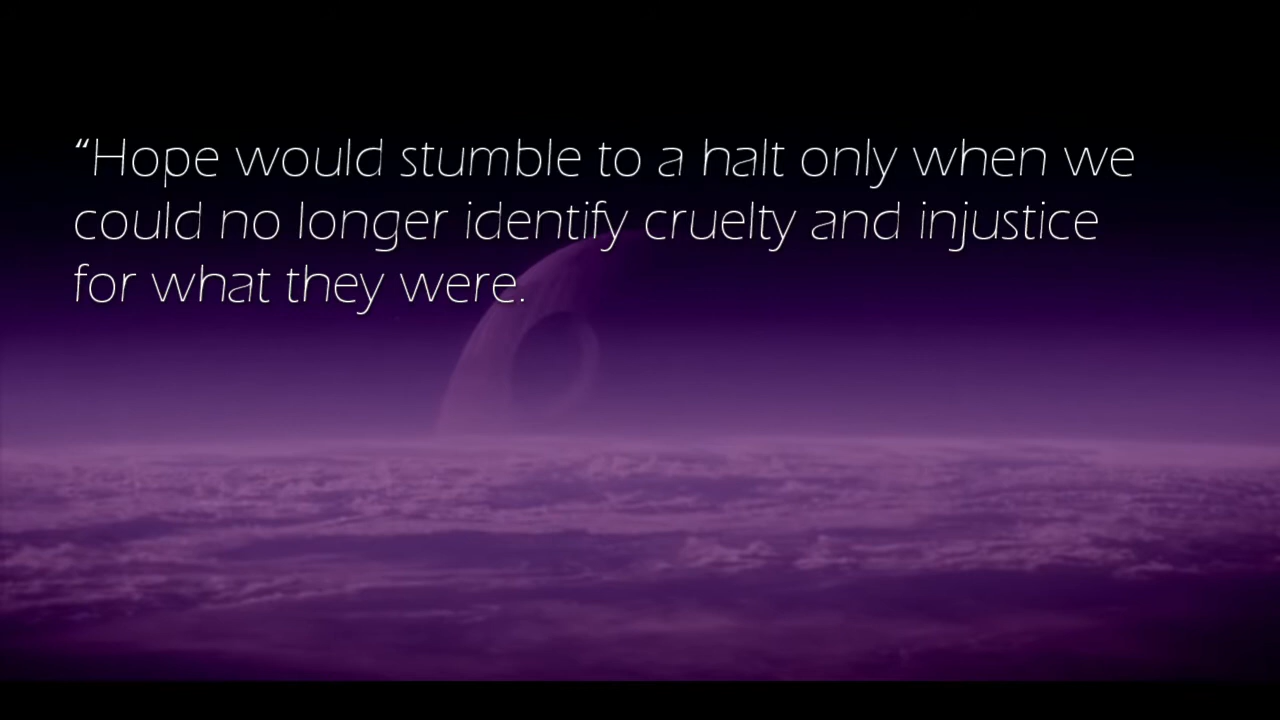 “Hope would stumble to a halt only when we
could no longer identify cruelty and injustice
for what they were.